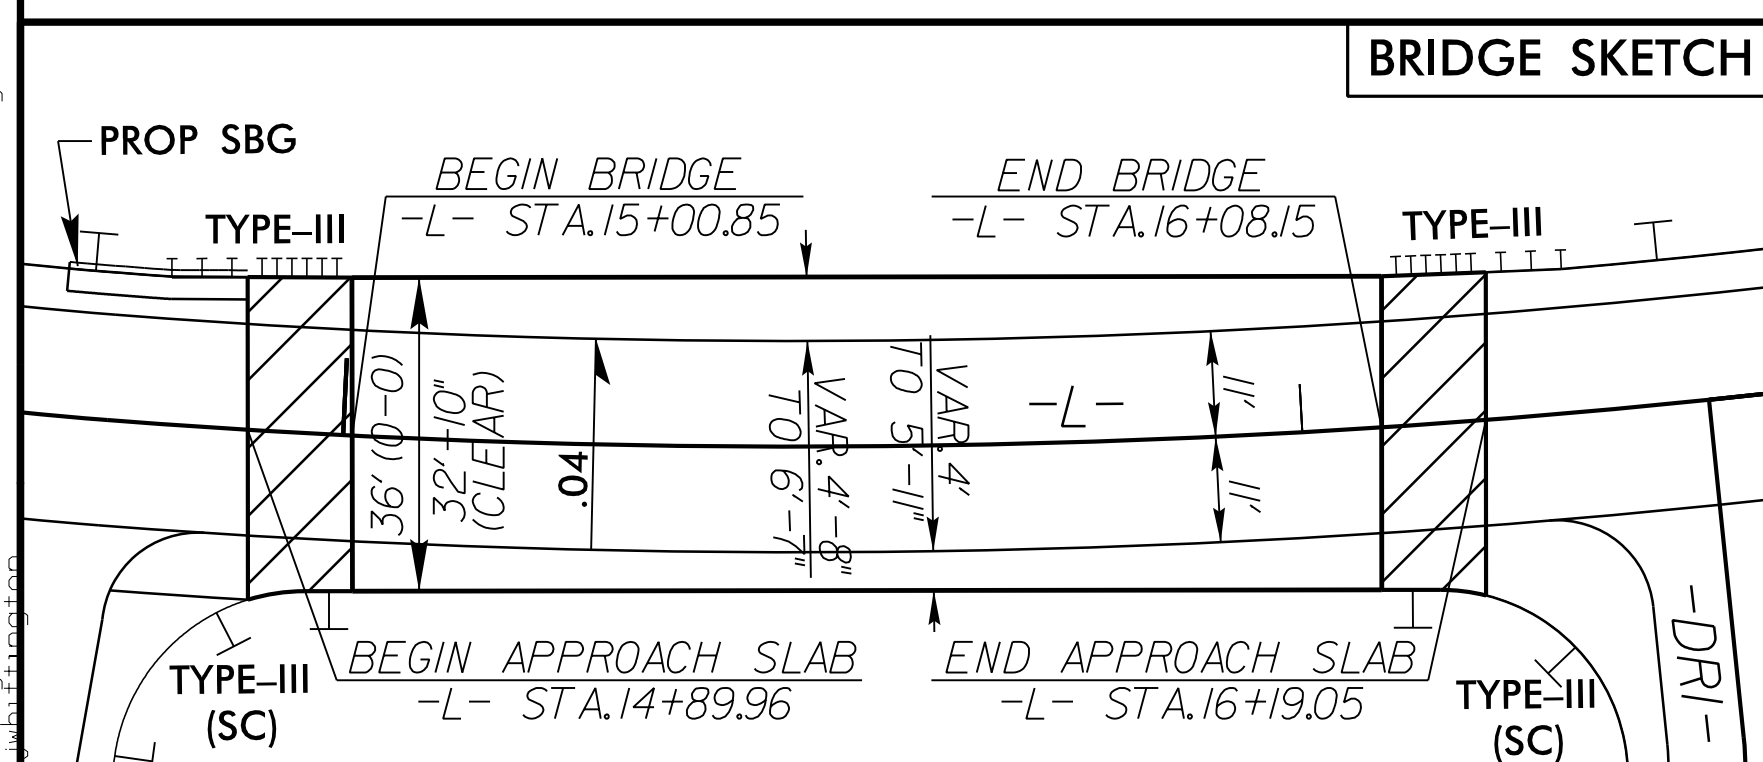 BRIDGE SKETCH
PROP SBG
BEGIN BRIDGE
-L- STA.15+00.85
END BRIDGE
-L- STA.16+08.15
TYPE-III
TYPE-III
36' (O-O)
32'-10"
(CLEAR)
.04
VAR. 4'-8"
TO 6'-7"
VAR. 4'
TO 5'-11"
-L-
11'
11'
BEGIN APPROACH SLAB
-L- STA.14+89.96
END APPROACH SLAB
-L- STA.16+19.05
TYPE-III
(SC)
TYPE-III
(SC)
-DRI-
jwhittington